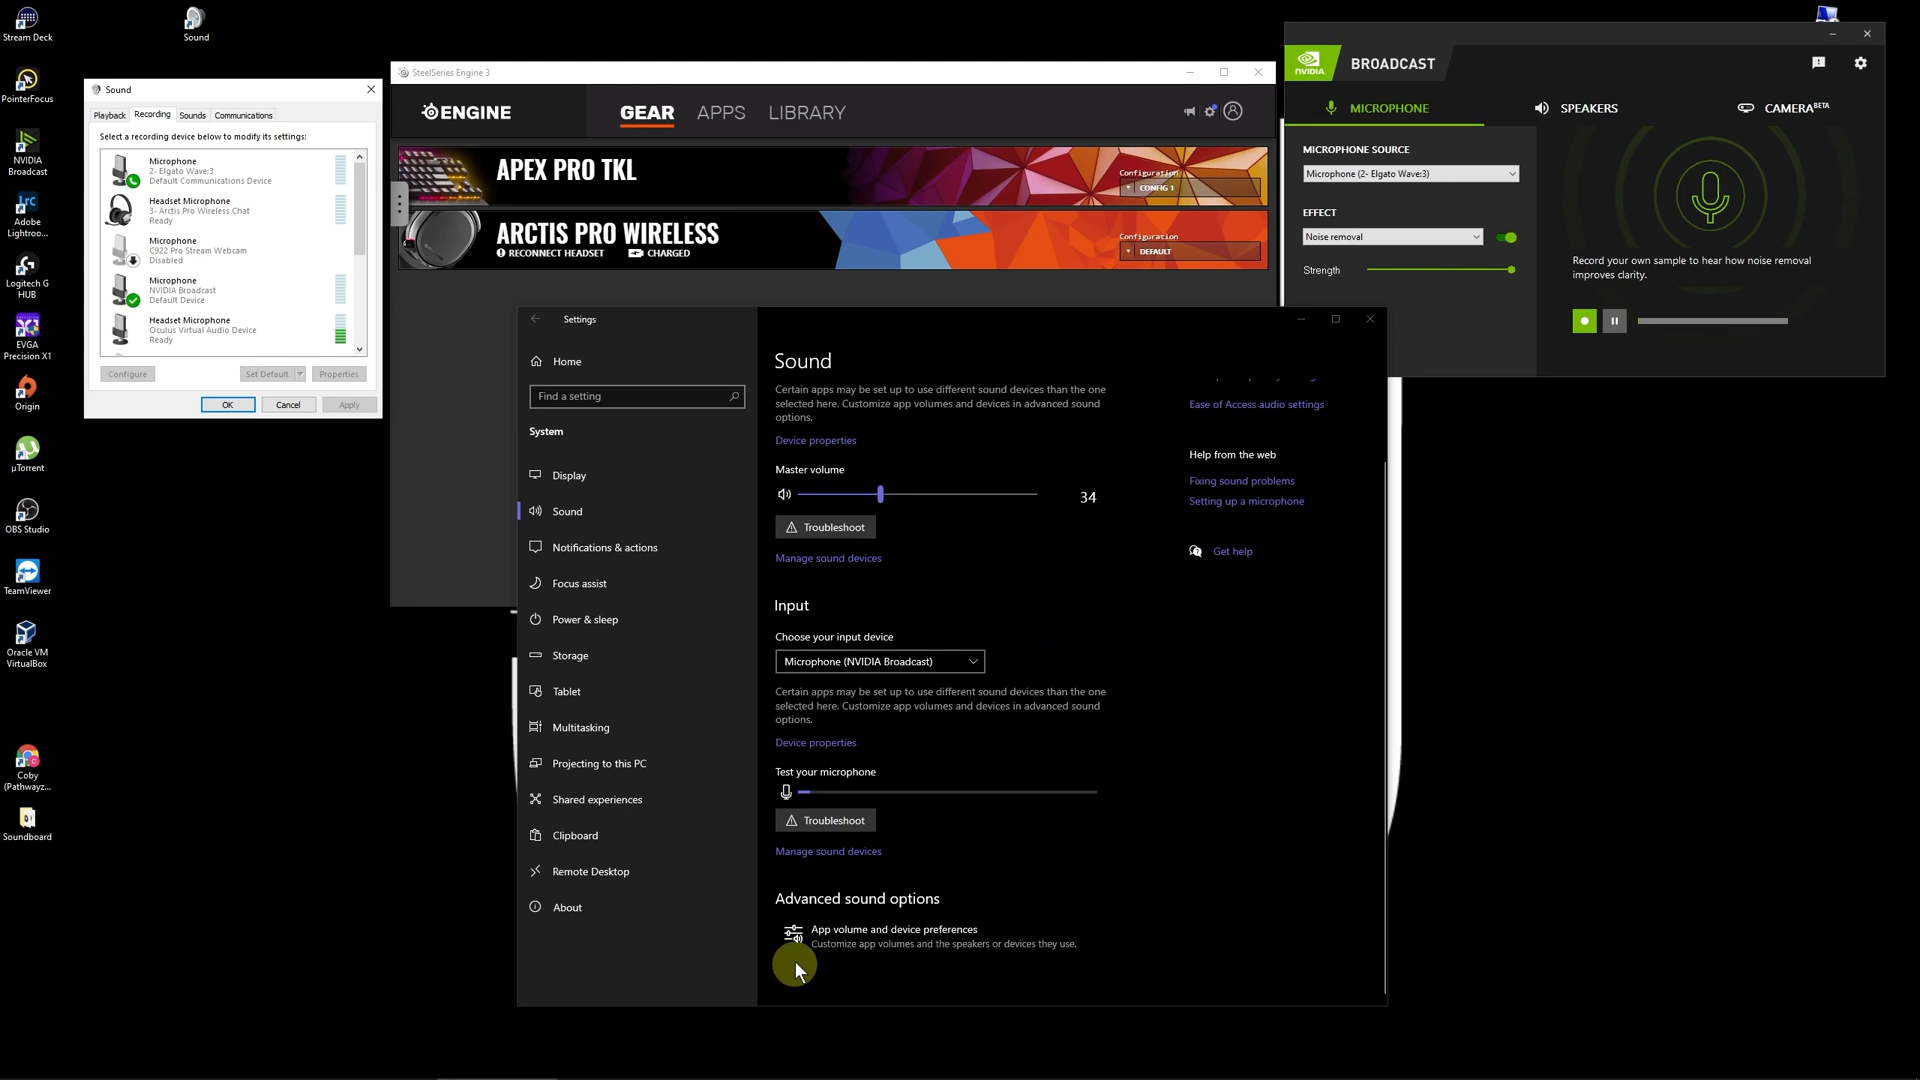 Stream Deck
Sound
PointerFocus
NVIDIA
Broadcast
Adobe
Lightroo...
Logitech G
HUB
EVGA
Precision X1
Origin
µTorrent
OBS Studio
TeamViewer
Oracle VM
VirtualBox
Coby
(Pathwayz...
Soundboard
Sound
Playback
Recording
Sounds
Communications
Select a recording device below to modify its settings:
Microphone
2- Elgato Wave:3
Default Communications Device
Headset Microphone
3- Arctis Pro Wireless Chat
Ready
Microphone
C922 Pro Stream Webcam
Disabled
Microphone
NVIDIA Broadcast
Default Device
Headset Microphone
Oculus Virtual Audio Device
Ready
Configure
Set Default
Properties
OK
Cancel
Apply
SteelSeries Engine 3
ENGINE
GEAR
APPS
LIBRARY
APEX PRO TKL
Configuration
CONFIG 1
ARCTIS PRO WIRELESS
RECONNECT HEADSET
CHARGED
Configuration
DEFAULT
NVIDIA.
BROADCAST
MICROPHONE
SPEAKERS
CAMERA BETA
MICROPHONE SOURCE
Microphone (2- Elgato Wave:3)
EFFECT
Noise removal
Strength
Record your own sample to hear how noise removal
improves clarity.
Settings
Home
Find a setting
System
Display
Sound
Notifications & actions
Focus assist
Power & sleep
Storage
Tablet
Multitasking
Projecting to this PC
Shared experiences
Clipboard
Remote Desktop
About
Sound
Certain apps may be set up to use different sound devices than the one
selected here. Customize app volumes and devices in advanced sound
options.
Device properties
Master volume
34
Troubleshoot
Manage sound devices
Input
Choose your input device
Microphone (NVIDIA Broadcast)
Certain apps may be set up to use different sound devices than the one
selected here. Customize app volumes and devices in advanced sound
options.
Device properties
Test your microphone
Troubleshoot
Manage sound devices
Advanced sound options
App volume and device preferences
Customize app volumes and the speakers or devices they use.
Ease of Access audio settings
Help from the web
Fixing sound problems
Setting up a microphone
Get help